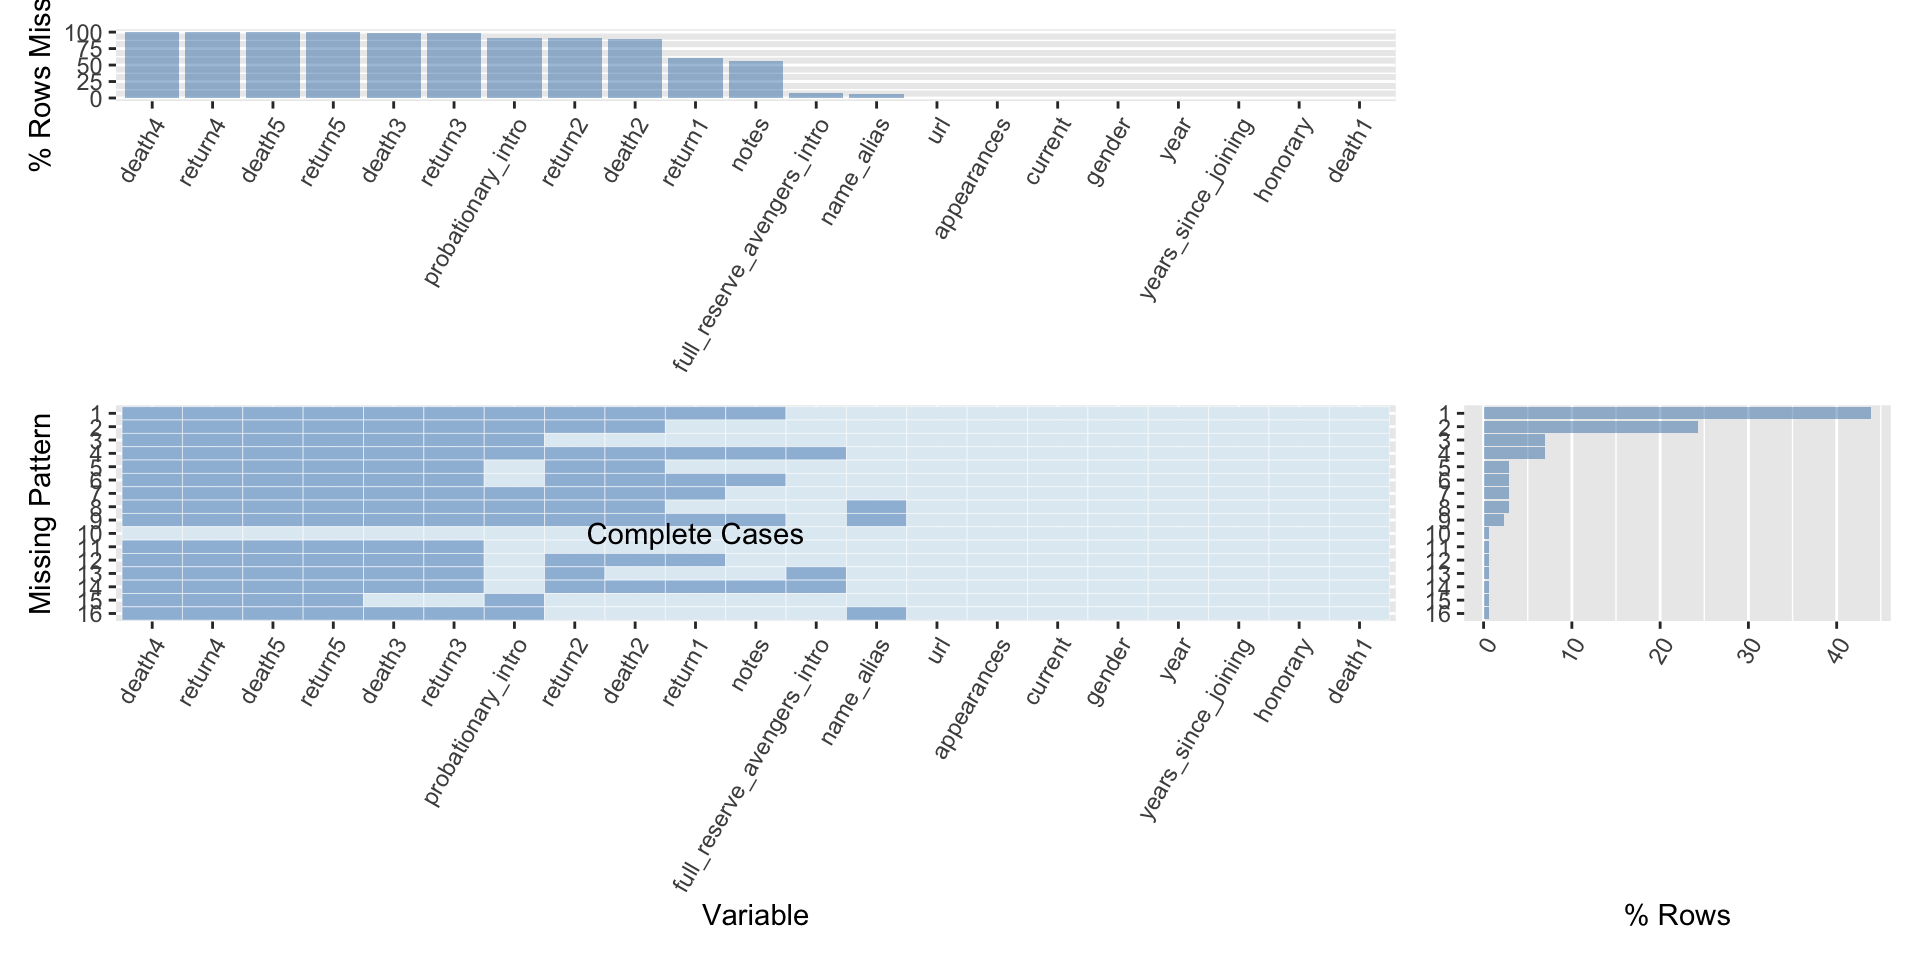 % Rows Miss
100
75
50
25
0
death4
return4
death5
return5
death3
return3
probationary_intro
return2
death2
return1
notes
full_reserve_avengers_intro
name_alias
url
appearances
current
gender
year
years_since_joining
honorary
death1
Missing Pattern
1
2
3
4
5
6
7
8
9
10
11
12
13
14
15
16
Complete Cases
death4
return4
death5
return5
death3
return3
probationary_intro
return2
death2
return1
notes
full_reserve_avengers_intro
name_alias
url
appearances
current
gender
year
years_since_joining
honorary
death1
Variable
1
2
3
4
5
6
7
8
9
10
11
12
13
14
15
16
0
10
20
30
40
% Rows